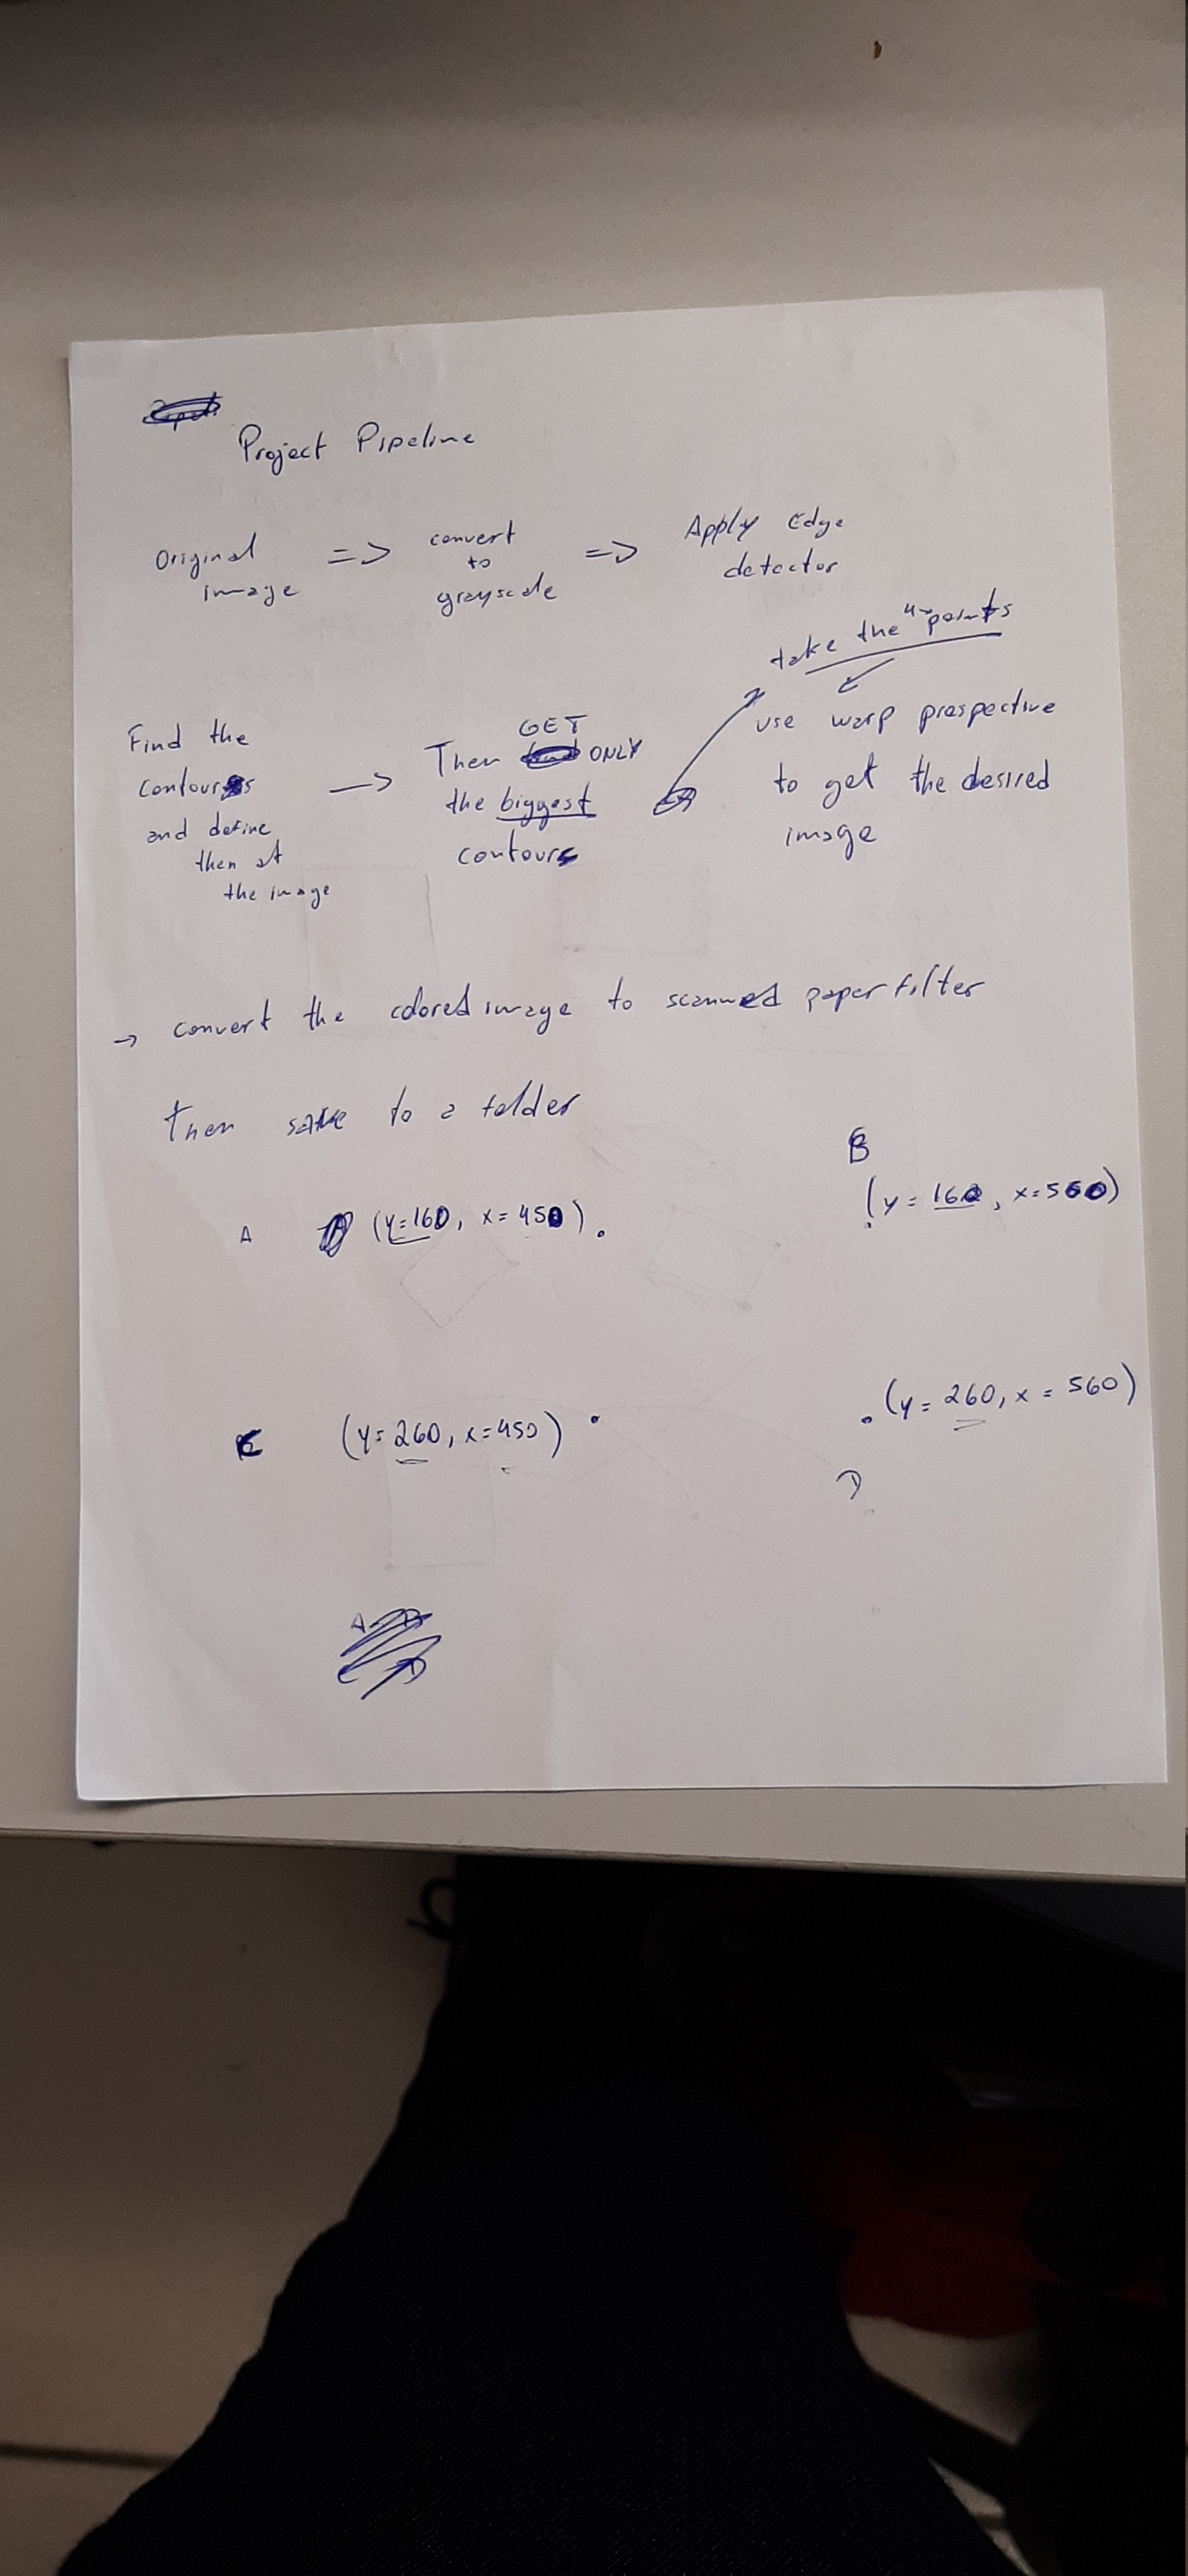 Project Pipeline
Original image => convert to grayscale => Apply Edge detector
take the 4 points
Find the contours and define then at the image -> Then GET ONLY the biggest contours
use warp prespective to get the desired image
-> convert the colored image to scanned paper filter
then save to a folder
A (y=160, x=450)
B (y=160, x=560)
C (y=260, x=450)
D (y=260, x=560)